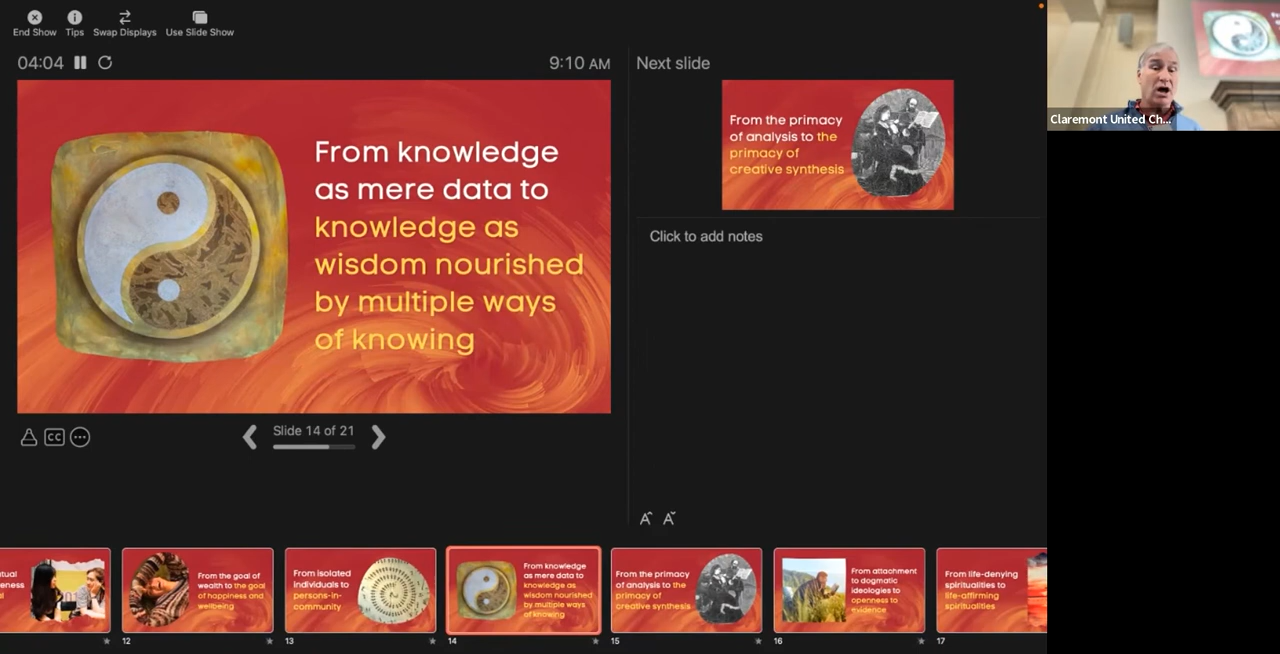 End Show
Tips
Swap Displays
Use Slide Show
04:04
9:10 AM
From knowledge
as mere data to
knowledge as
wisdom nourished
by multiple ways
of knowing
Slide 14 of 21
Next slide
From the primacy
of analysis to the
primacy of
creative synthesis
Click to add notes
Claremont United Ch...
From the goal of
wealth to the goal
of happiness and
wellbeing
From isolated
individuals to
persons-in-
community
From knowledge
as mere data to
knowledge as
wisdom nourished
by multiple ways
of knowing
From the primacy
of analysis to the
primacy of
creative synthesis
From attachment
to dogmatic
ideologies to
openness to
evidence
From life-denying
spiritualities to
life-affirming
spiritualities
12
13
14
15
16
17